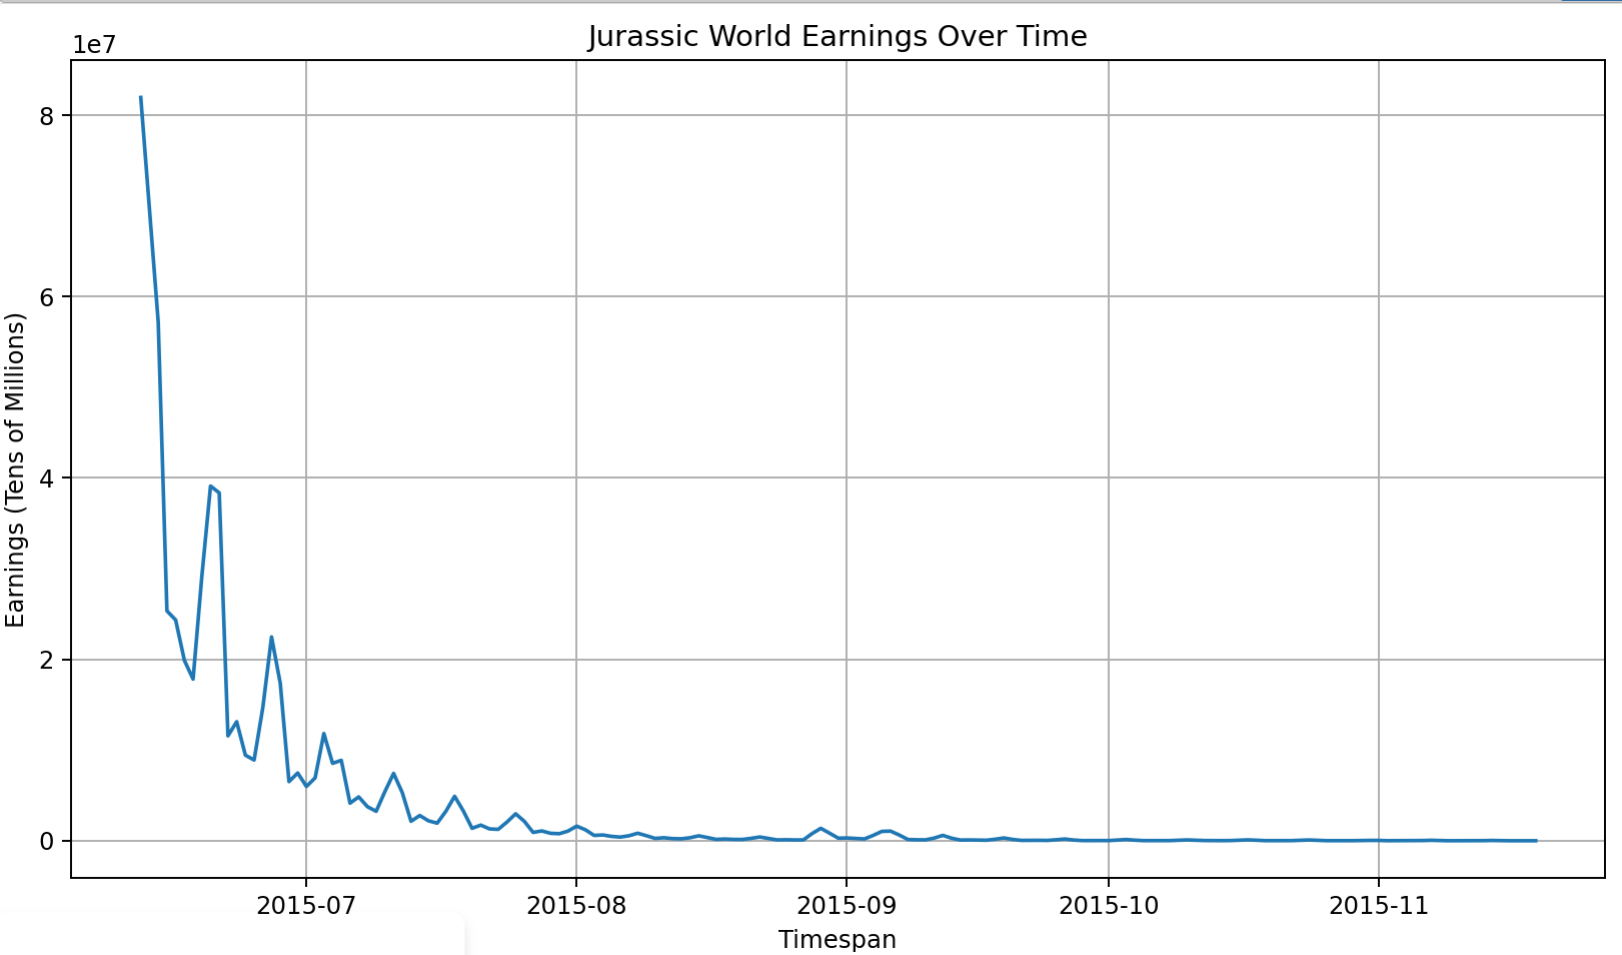 Jurassic World Earnings Over Time
1e7
8
6
4
2
0
Earnings (Tens of Millions)
2015-07
2015-08
2015-09
2015-10
2015-11
Timespan